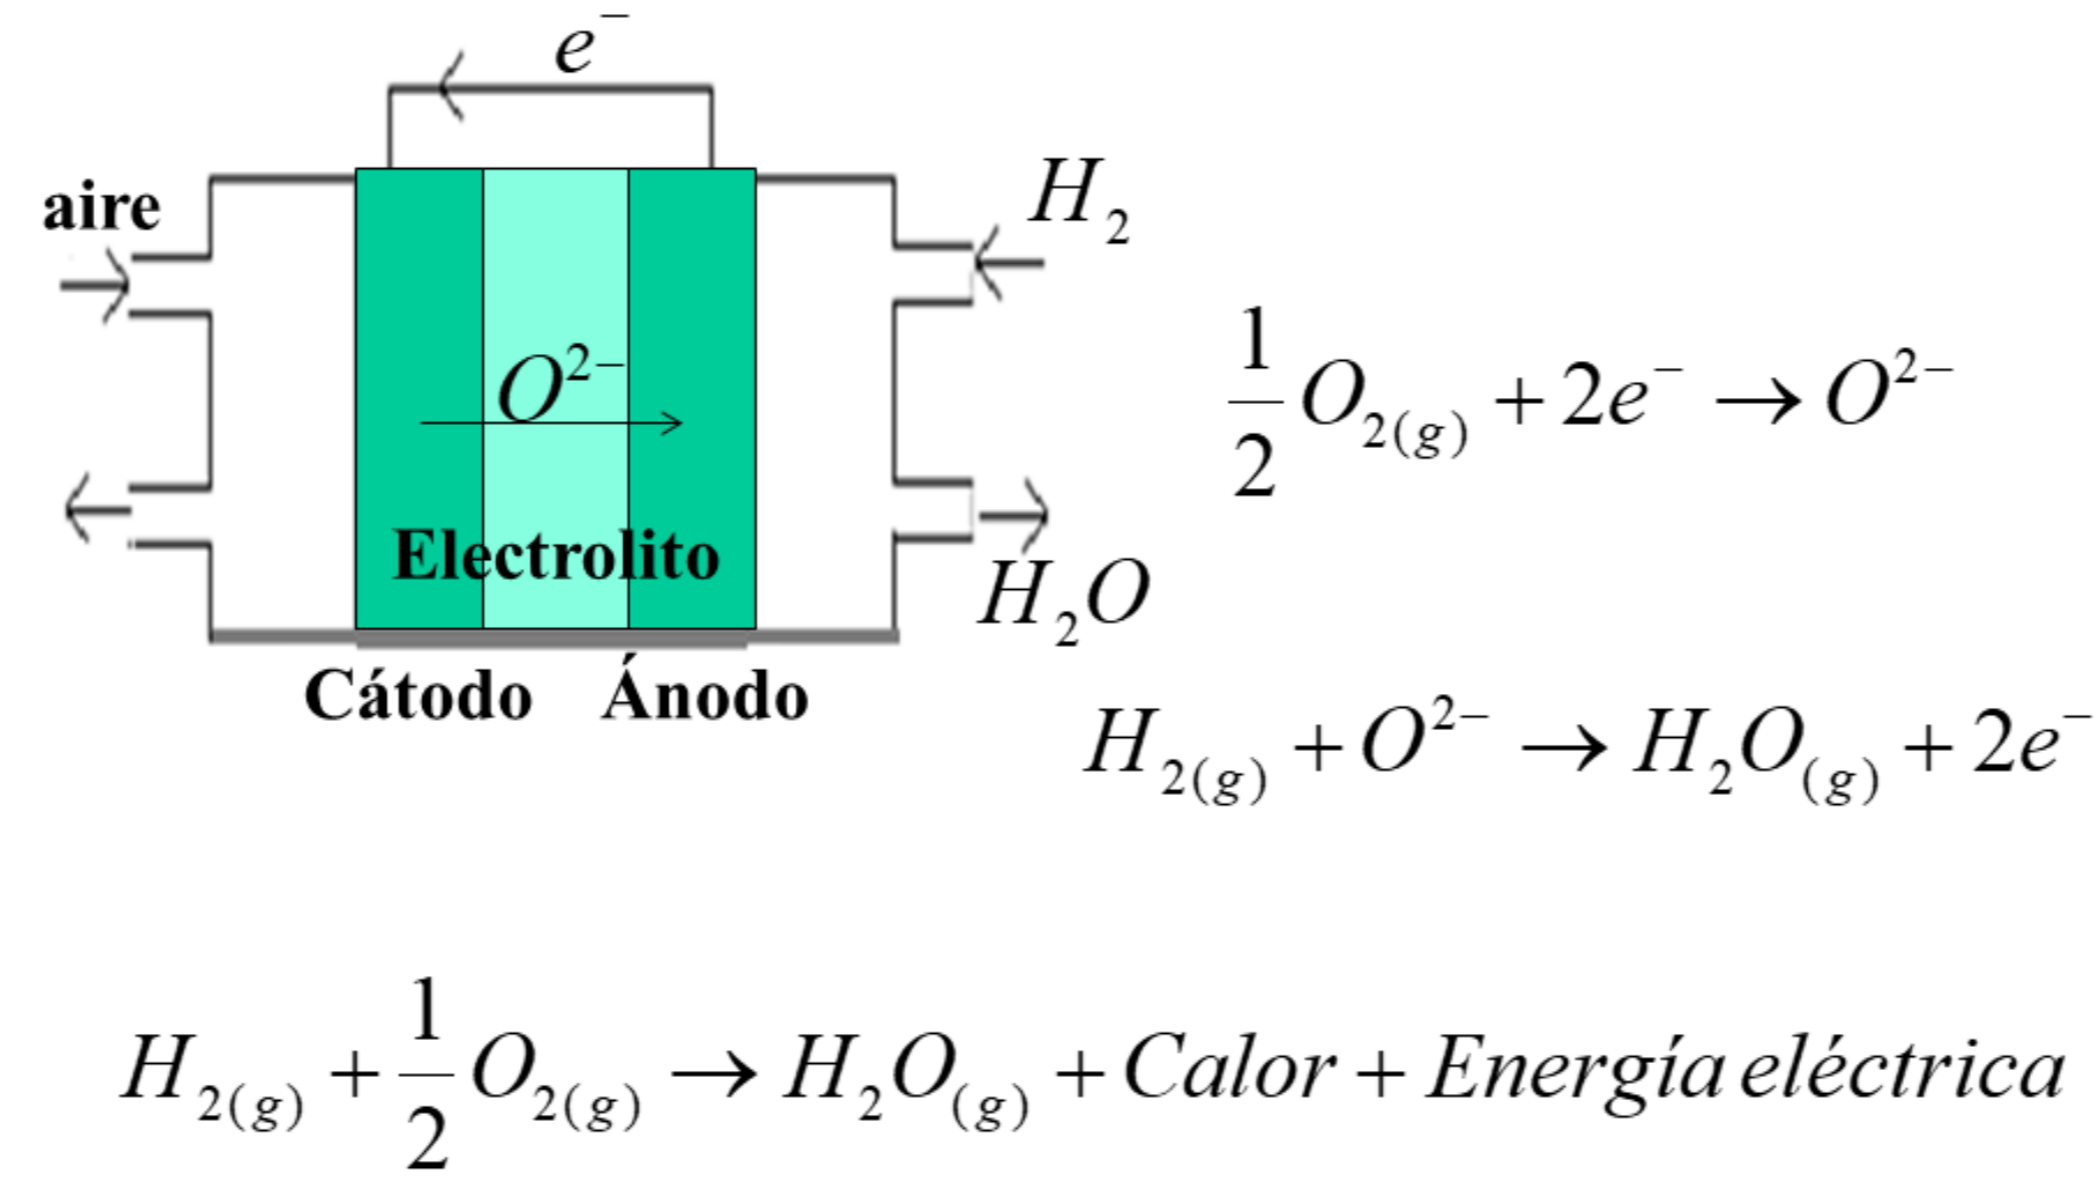 e⁻
aire
H₂
O²⁻
½ O₂(g) + 2e⁻ → O²⁻
Electrolito
H₂O
Cátodo Ánodo
H₂(g) + O²⁻ → H₂O(g) + 2e⁻
H₂(g) + ½ O₂(g) → H₂O(g) + Calor + Energía eléctrica